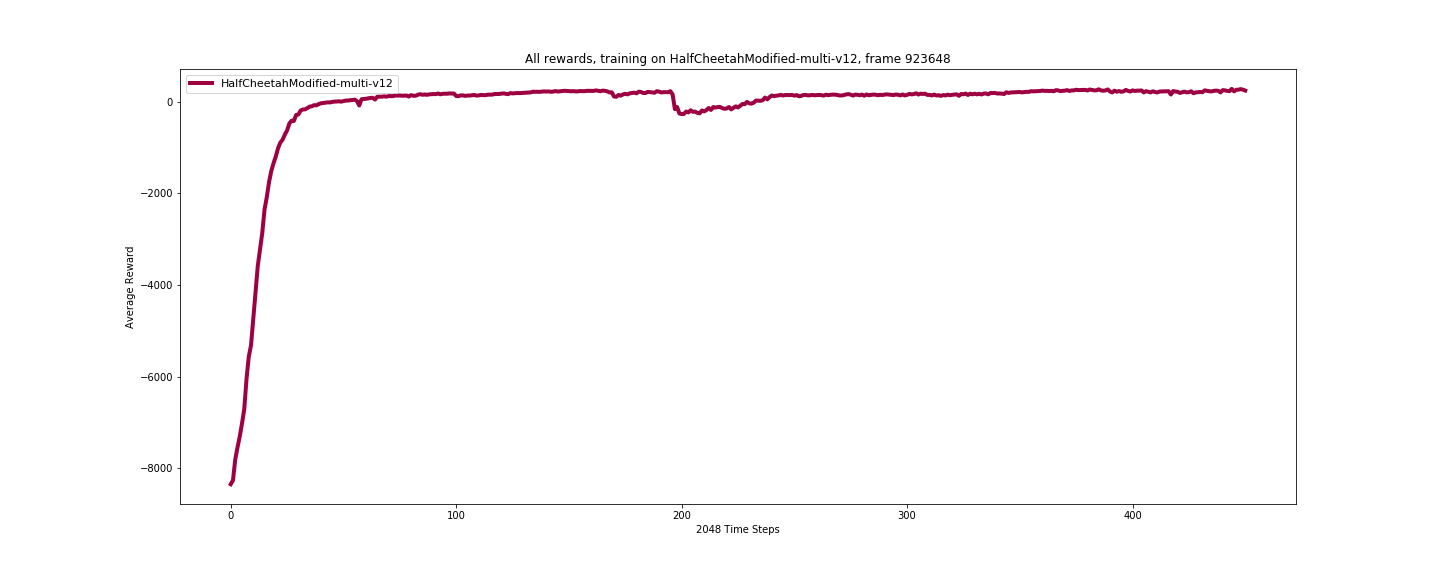 All rewards, training on HalfCheetahModified-multi-v12, frame 923648
HalfCheetahModified-multi-v12
0
−2000
−4000
−6000
−8000
Average Reward
0 100 200 300 400
2048 Time Steps